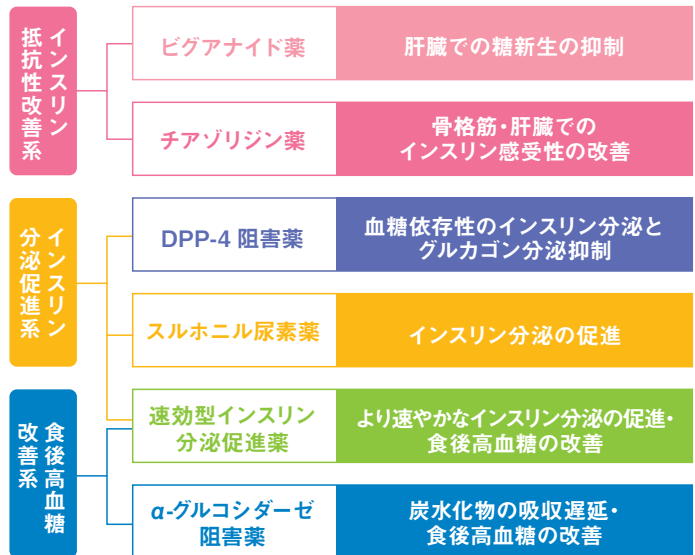 インスリン
抵抗性改善系
ビグアナイド薬
肝臓での糖新生の抑制
チアゾリジン薬
骨格筋・肝臓での
インスリン感受性の改善
インスリン
分泌促進系
DPP-4 阻害薬
血糖依存性のインスリン分泌と
グルカゴン分泌抑制
スルホニル尿素薬
インスリン分泌の促進
食後高血糖
改善系
速効型インスリン
分泌促進薬
より速やかなインスリン分泌の促進・
食後高血糖の改善
α-グルコシダーゼ
阻害薬
炭水化物の吸収遅延・
食後高血糖の改善